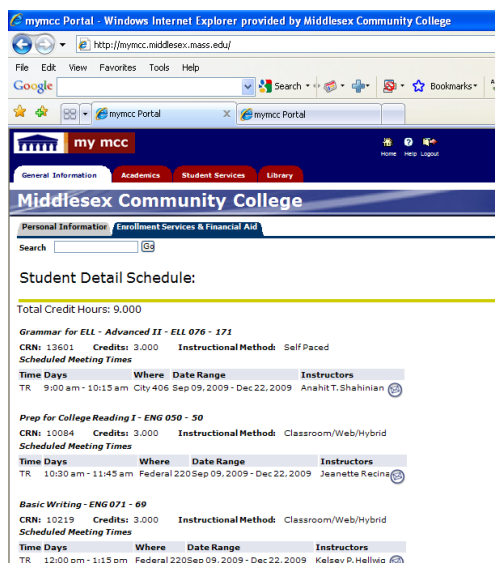 mymcc Portal - Windows Internet Explorer provided by Middlesex Community College
http://mymcc.middlesex.mass.edu/
File Edit View Favorites Tools Help
Google Search Bookmarks
mymcc Portal x mymcc Portal
my mcc
Home Help Logout
General Information Academics Student Services Library
Middlesex Community College
Personal Information Enrollment Services & Financial Aid
Search Go
Student Detail Schedule:
Total Credit Hours: 9.000
Grammar for ELL - Advanced II - ELL 076 - 171
CRN: 13601 Credits: 3.000 Instructional Method: Self Paced
Scheduled Meeting Times
Time Days Where Date Range Instructors
TR 9:00 am - 10:15 am City 406 Sep 09, 2009 - Dec 22, 2009 Anahit T. Shahinian
Prep for College Reading I - ENG 050 - 50
CRN: 10084 Credits: 3.000 Instructional Method: Classroom/Web/Hybrid
Scheduled Meeting Times
Time Days Where Date Range Instructors
TR 10:30 am - 11:45 am Federal 220 Sep 09, 2009 - Dec 22, 2009 Jeanette Recina
Basic Writing - ENG 071 - 69
CRN: 10219 Credits: 3.000 Instructional Method: Classroom/Web/Hybrid
Scheduled Meeting Times
Time Days Where Date Range Instructors
TR 12:00 pm - 1:15 pm Federal 220 Sep 09, 2009 - Dec 22, 2009 Kelsey P. Hellwig